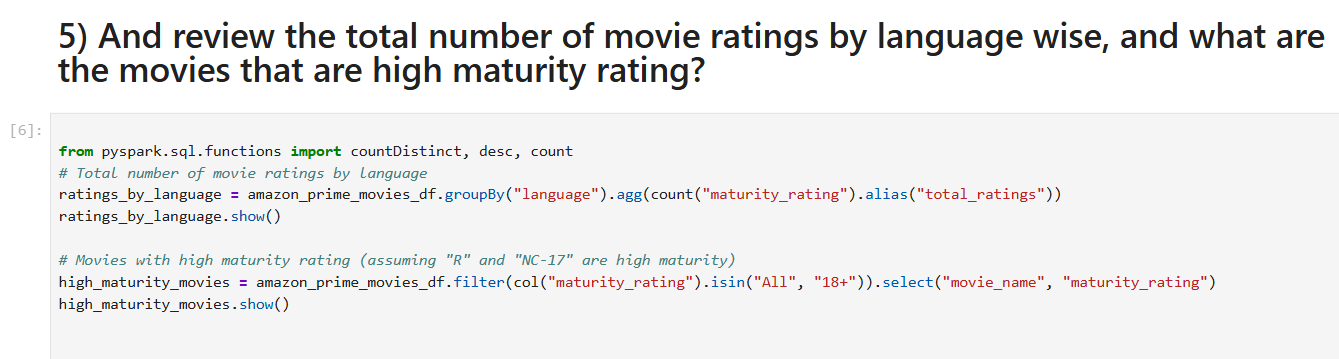 5) And review the total number of movie ratings by language wise, and what are
the movies that are high maturity rating?
[6]:
from pyspark.sql.functions import countDistinct, desc, count
# Total number of movie ratings by language
ratings_by_language = amazon_prime_movies_df.groupBy("language").agg(count("maturity_rating").alias("total_ratings"))
ratings_by_language.show()
# Movies with high maturity rating (assuming "R" and "NC-17" are high maturity)
high_maturity_movies = amazon_prime_movies_df.filter(col("maturity_rating").isin("All", "18+")).select("movie_name", "maturity_rating")
high_maturity_movies.show()